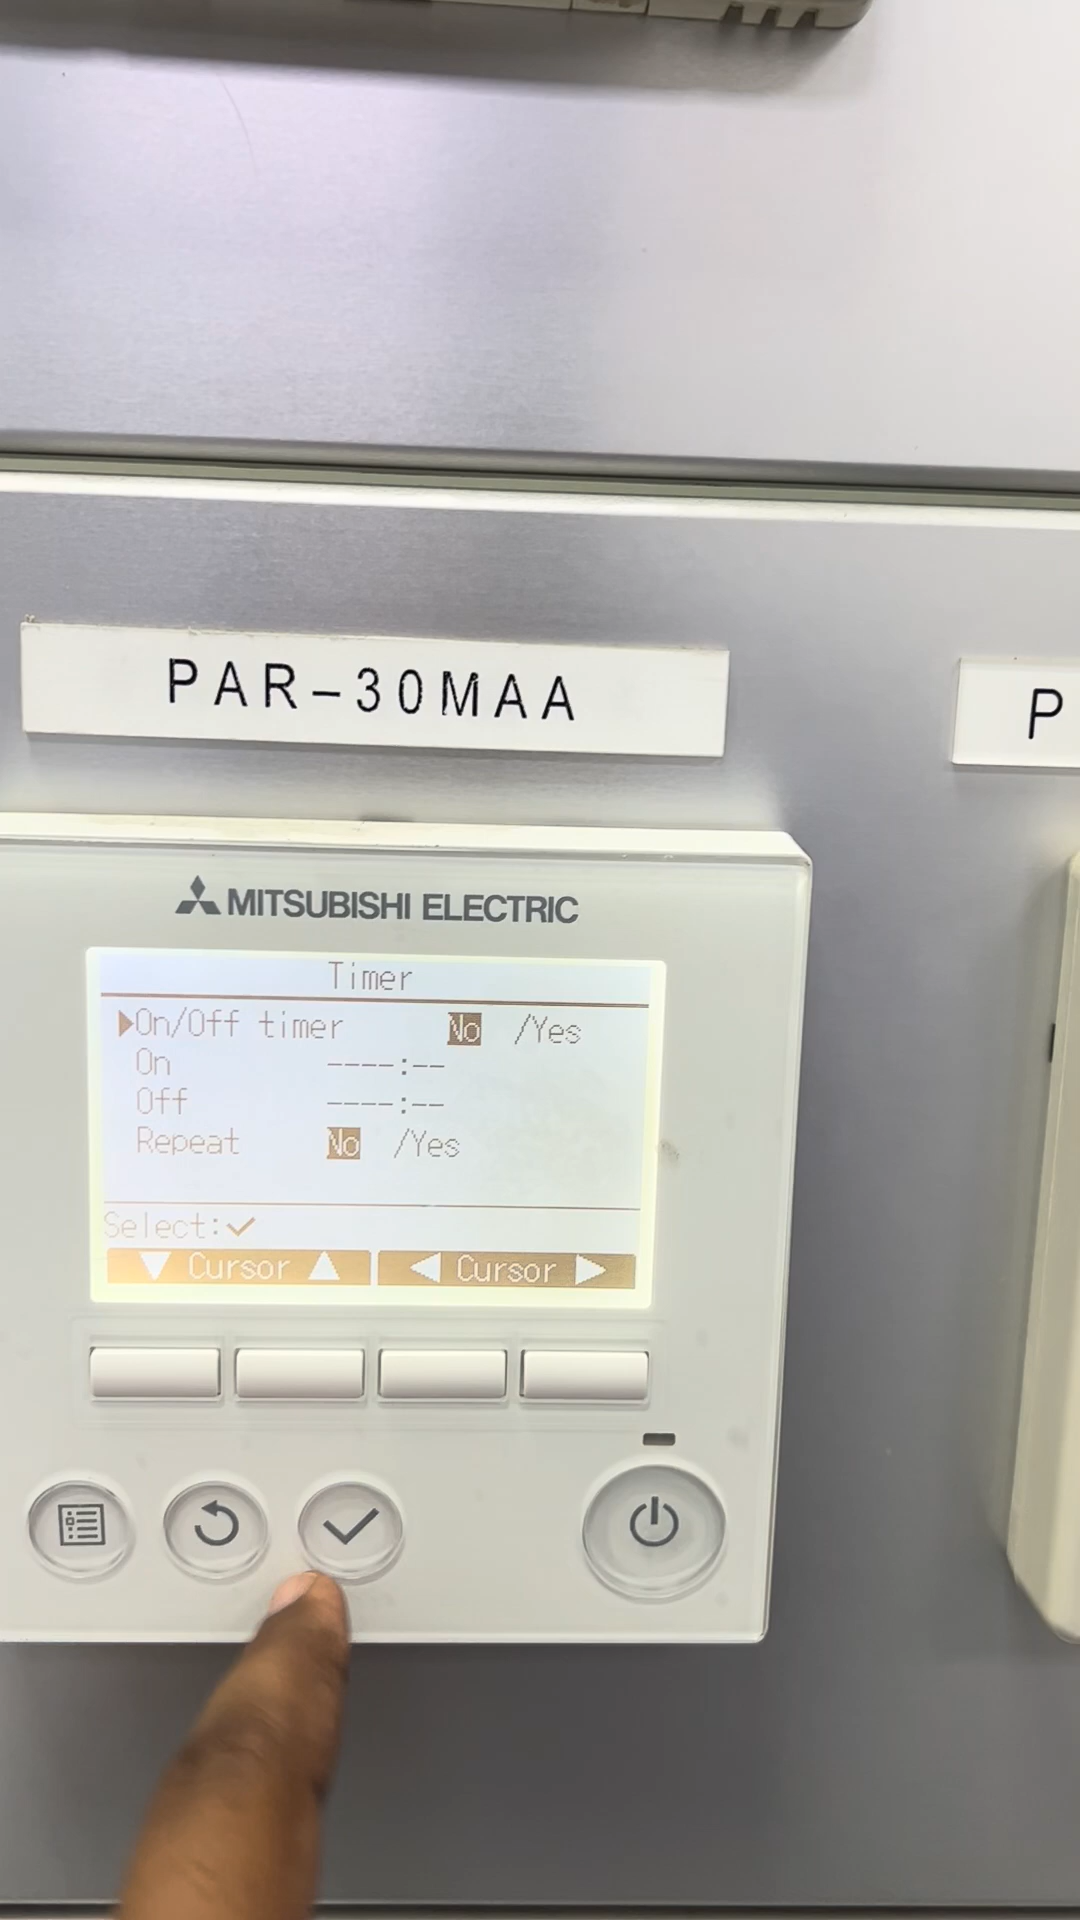 PAR-30MAA
P
MITSUBISHI ELECTRIC
Timer
On/Off timer No /Yes
On ----:--
Off ----:--
Repeat No /Yes
Select:✓
▼ Cursor ▲ ◀ Cursor ▶